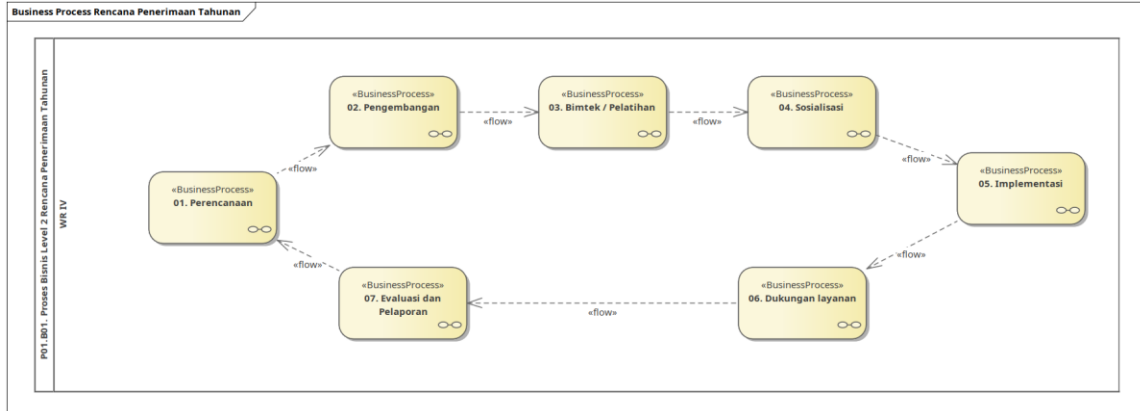 Business Process Rencana Penerimaan Tahunan
P01.B01. Proses Bisnis Level 2 Rencana Penerimaan Tahunan
WR IV
«BusinessProcess»
01. Perencanaan
«flow»
«BusinessProcess»
02. Pengembangan
«flow»
«BusinessProcess»
03. Bimtek / Pelatihan
«flow»
«BusinessProcess»
04. Sosialisasi
«flow»
«BusinessProcess»
05. Implementasi
«flow»
«BusinessProcess»
06. Dukungan layanan
«flow»
«BusinessProcess»
07. Evaluasi dan
Pelaporan
«flow»